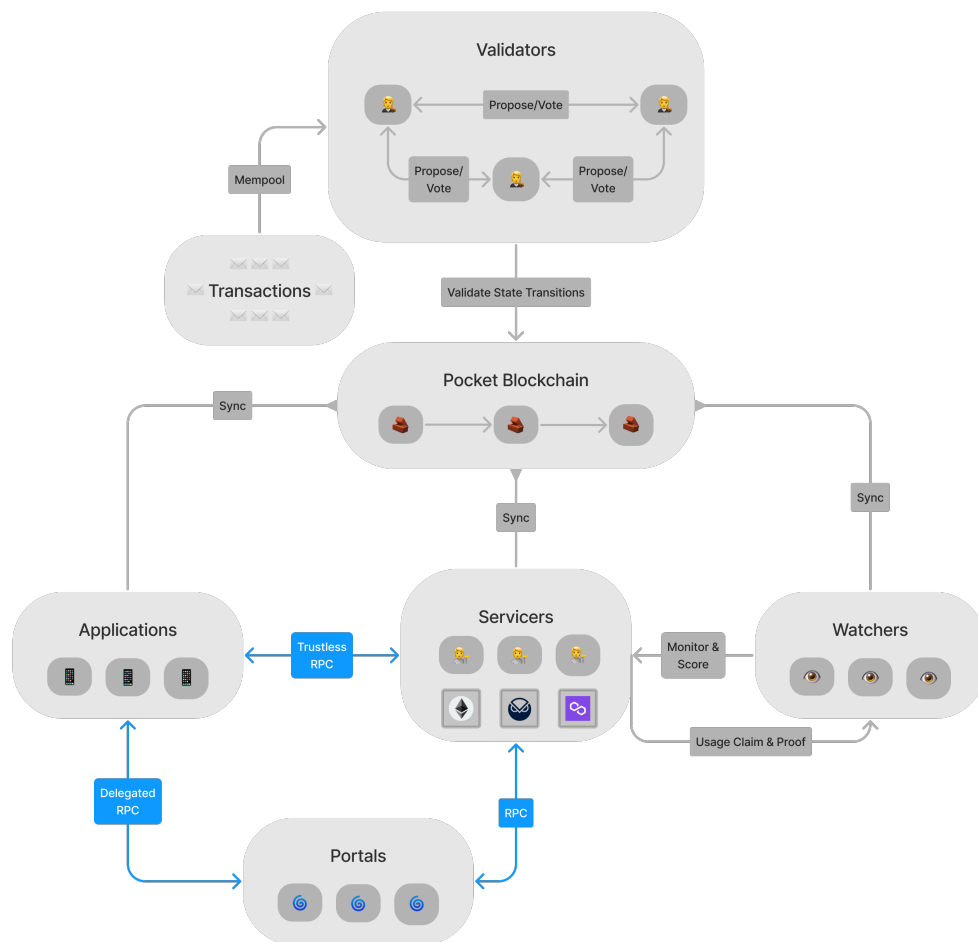 Validators
Propose/Vote
Propose/
Vote
Propose/
Vote
Mempool
Transactions
Validate State Transitions
Pocket Blockchain
Sync
Sync
Sync
Applications
Trustless
RPC
Servicers
Monitor &
Score
Watchers
Usage Claim & Proof
Delegated
RPC
RPC
Portals